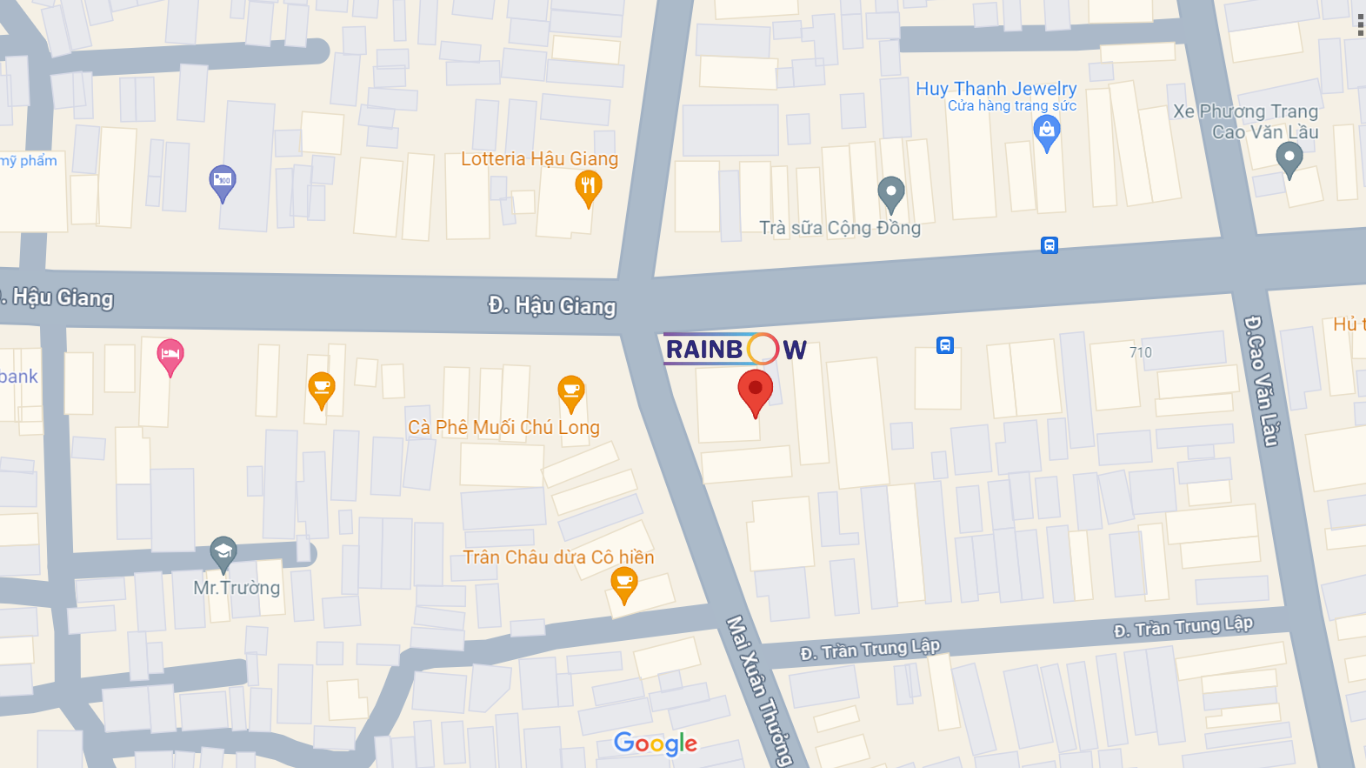 Huy Thanh Jewelry
Cửa hàng trang sức
Xe Phương Trang
Cao Văn Lầu
mỹ phẩm
Lotteria Hậu Giang
Trà sữa Cộng Đồng
Đ. Hậu Giang
. Hậu Giang
RAINBOW
Hủ t
710
bank
Đ.Cao Văn Lầu
Cà Phê Muối Chú Long
Trân Châu dừa Cô hiền
Mr.Trường
Mai Xuân Thưởng
Đ. Trần Trung Lập
Đ. Trần Trung Lập
Google